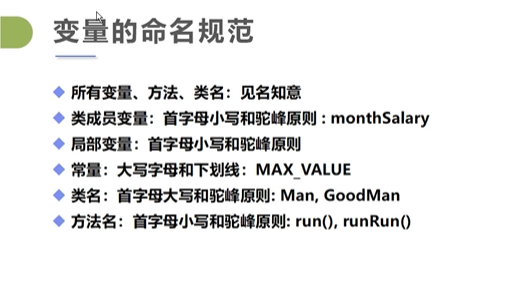 变量的命名规范
所有变量、方法、类名：见名知意
类成员变量：首字母小写和驼峰原则 : monthSalary
局部变量：首字母小写和驼峰原则
常量：大写字母和下划线：MAX_VALUE
类名：首字母大写和驼峰原则: Man, GoodMan
方法名：首字母小写和驼峰原则: run(), runRun()